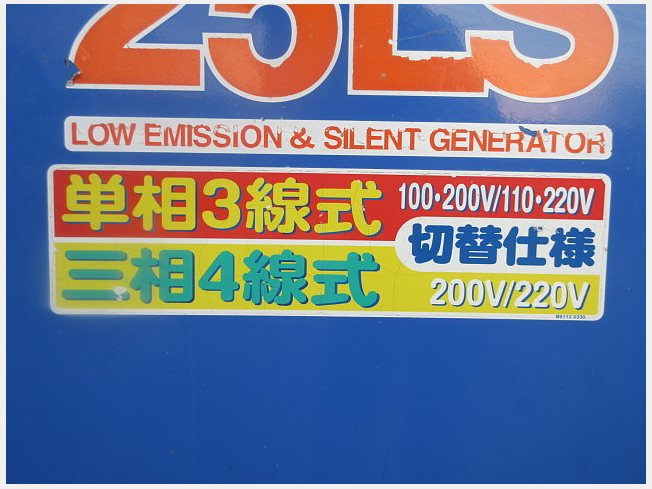 25LS
LOW EMISSION & SILENT GENERATOR
単相3線式 100・200V/110・220V
切替仕様
三相4線式 200V/220V